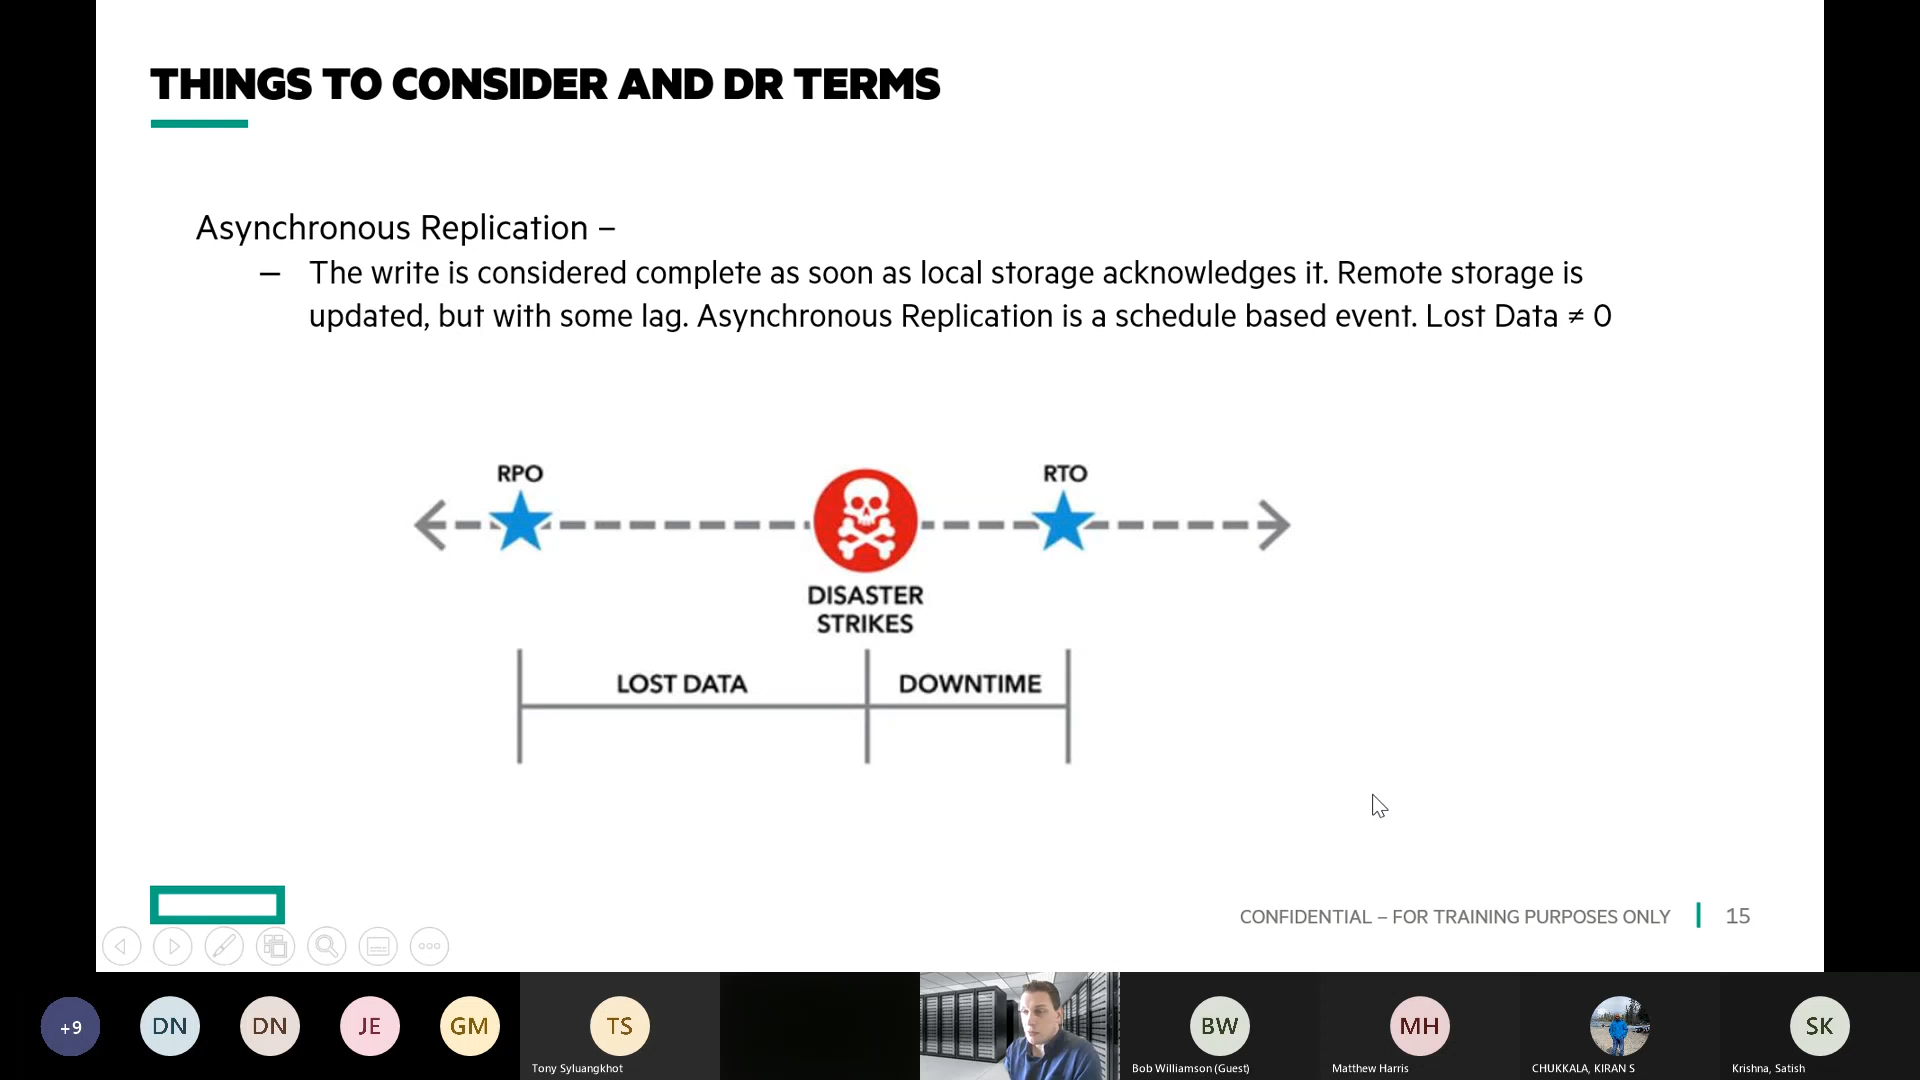 THINGS TO CONSIDER AND DR TERMS
Asynchronous Replication –
– The write is considered complete as soon as local storage acknowledges it. Remote storage is
updated, but with some lag. Asynchronous Replication is a schedule based event. Lost Data ≠ 0
RPO
RTO
DISASTER
STRIKES
LOST DATA
DOWNTIME
CONFIDENTIAL – FOR TRAINING PURPOSES ONLY
15
+9
DN
DN
JE
GM
TS
Tony Syluangkhot
BW
Bob Williamson (Guest)
MH
Matthew Harris
CHUKKALA, KIRAN S
SK
Krishna, Satish